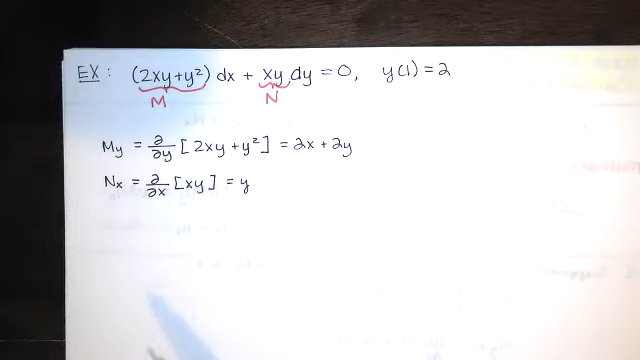 EX: (2xy+y²) dx + xy dy = 0, y(1) = 2
M N
My = ∂/∂y [2xy + y²] = 2x + 2y
Nx = ∂/∂x [xy] = y